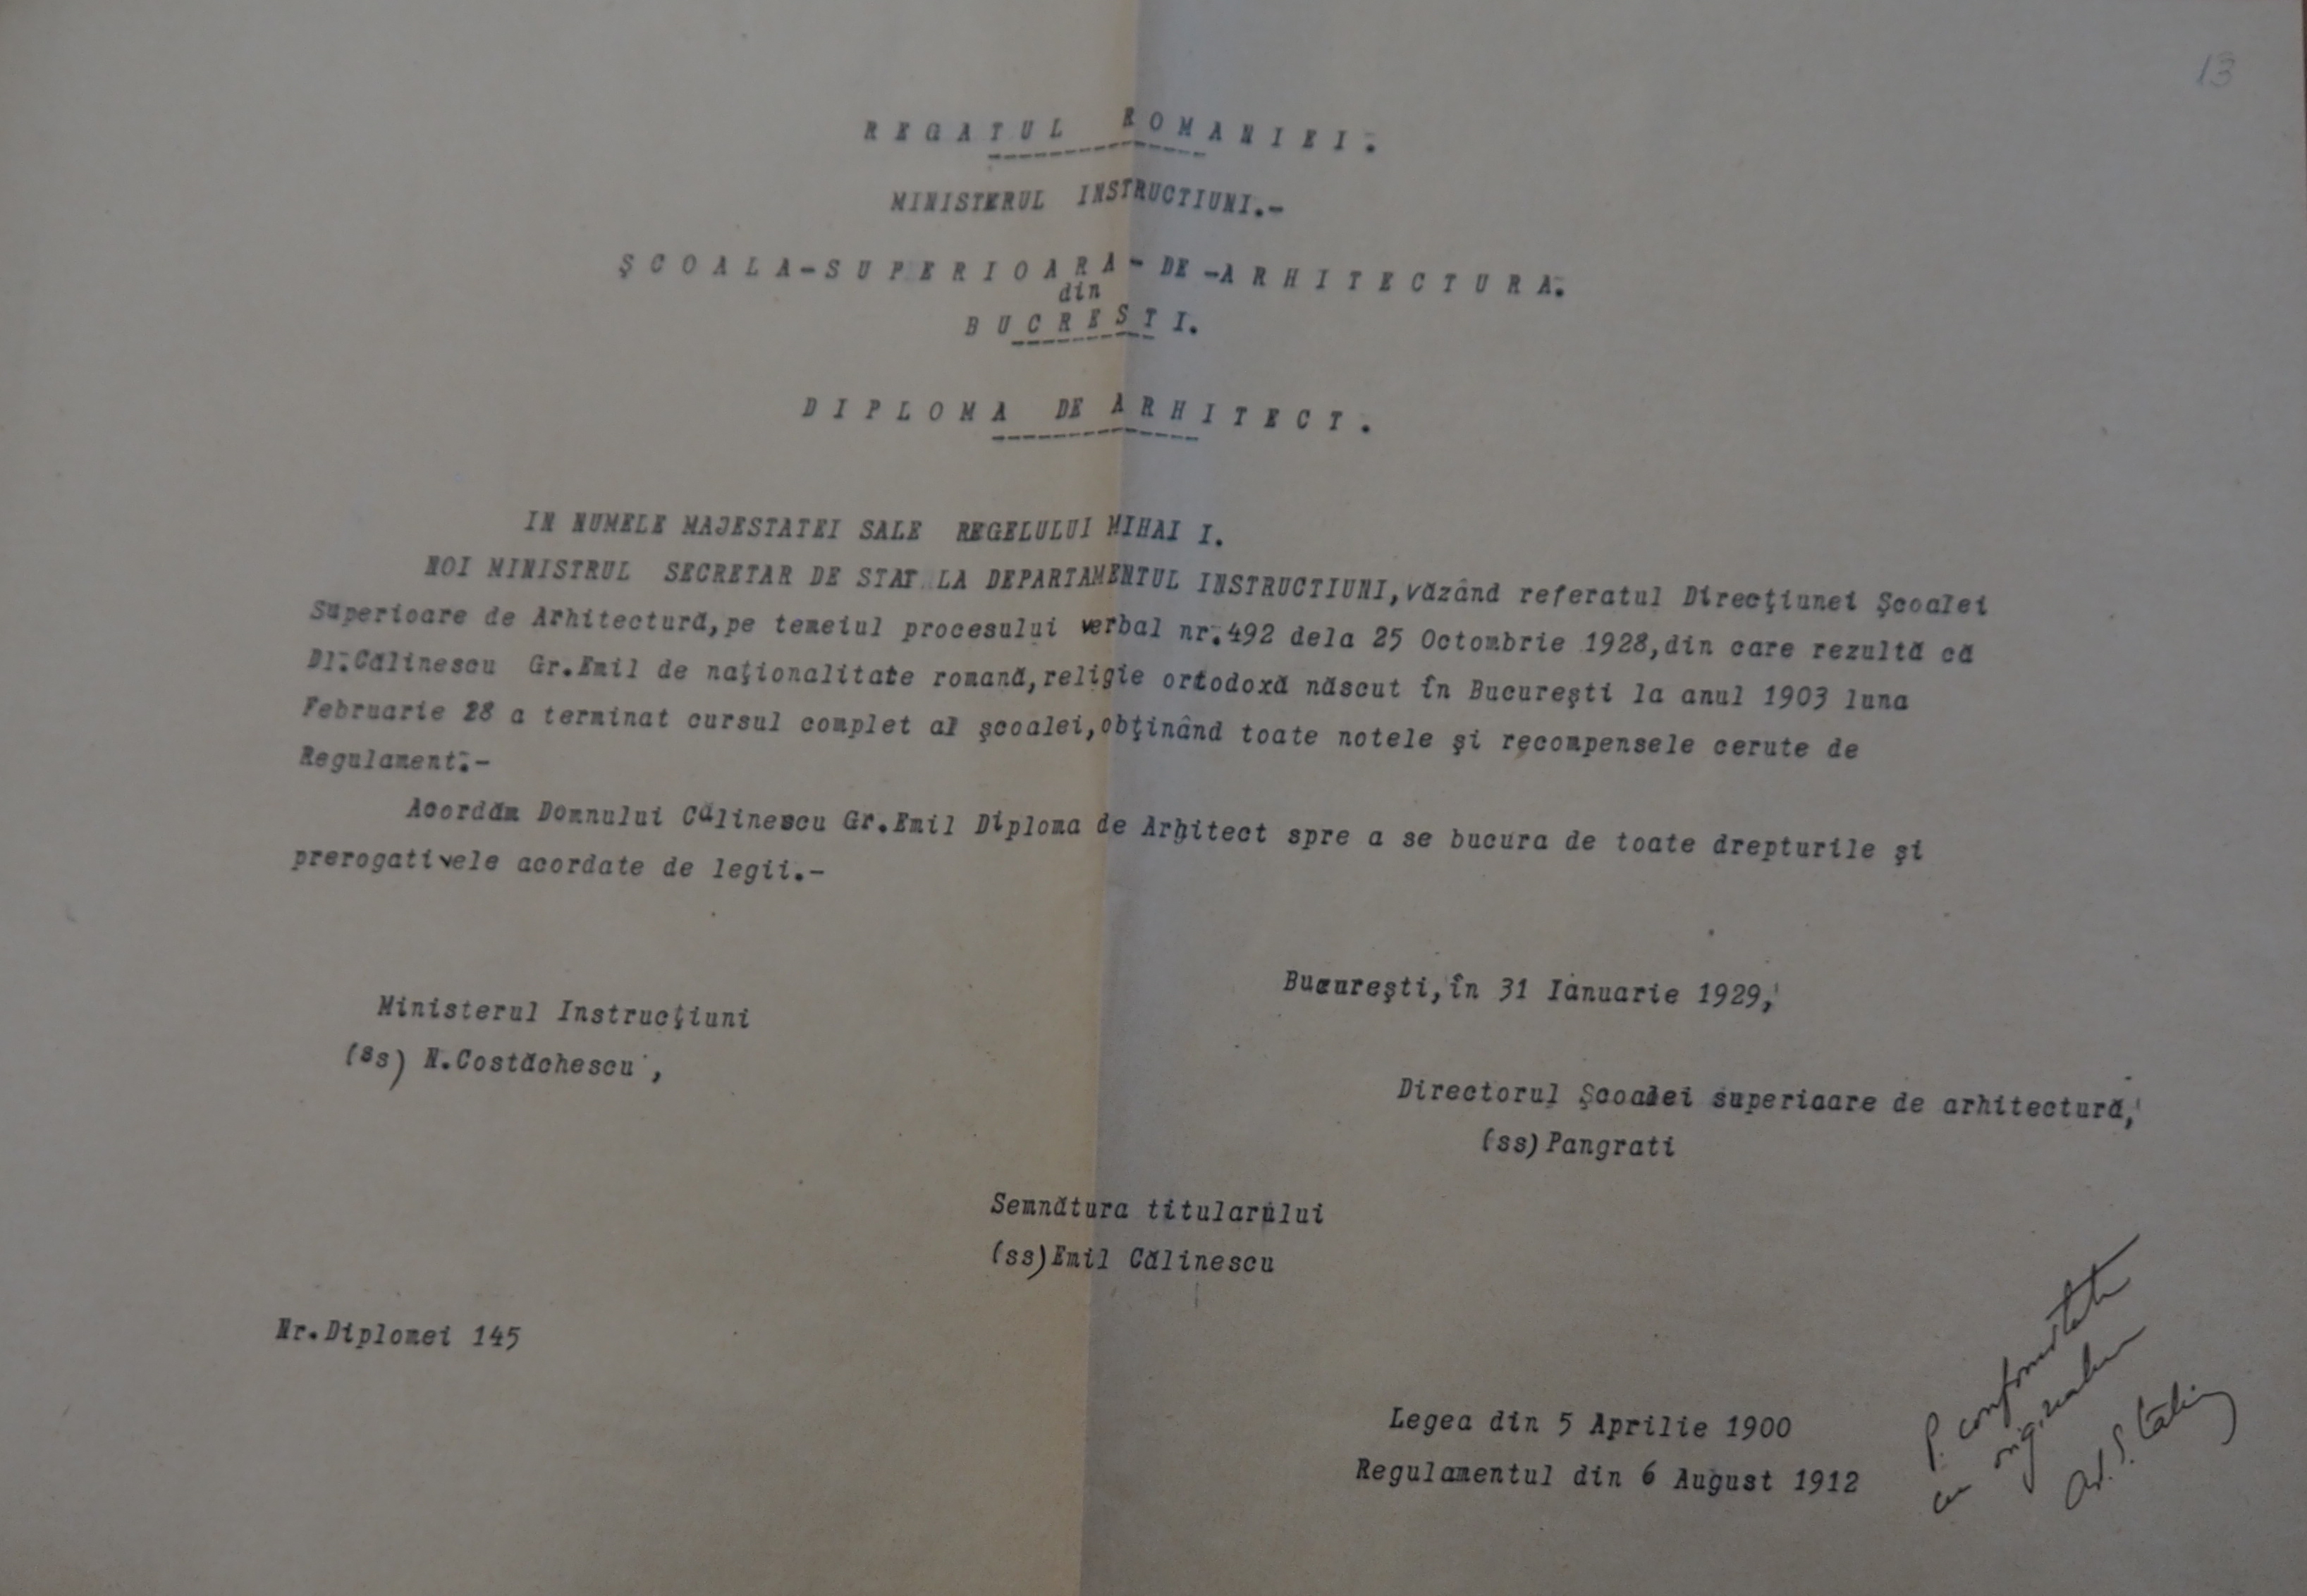 13
REGATUL ROMANIEI.
MINISTERUL INSTRUCTIUNI.-
ŞCOALA-SUPERIOARA-DE-ARHITECTURA.
din
BUCRESTI.
DIPLOMA DE ARHITECT.
IN NUMELE MAJESTATEI SALE REGELULUI MIHAI I.
NOI MINISTRUL SECRETAR DE STAT LA DEPARTAMENTUL INSTRUCTIUNI,văzând referatul Direcţiunei Şcoalei
Superioare de Arhitectură,pe temeiul procesului verbal nr.492 dela 25 Octombrie 1928,din care rezultă că
Dl.Călinescu Gr.Emil de naţionalitate romană,religie ortodoxă născut în Bucureşti la anul 1903 luna
Februarie 28 a terminat cursul complet al şcoalei,obţinând toate notele şi recompensele cerute de
Regulament.-
Acordăm Domnului Călinescu Gr.Emil Diploma de Arhitect spre a se bucura de toate drepturile şi
prerogativele acordate de legii.-
Bucureşti,în 31 Ianuarie 1929,
Ministerul Instrucţiuni
(ss) N.Costăchescu ,
Directorul Şcoalei superioare de arhitectură,
(ss)Pangrati
Semnătura titularului
(ss)Emil Călinescu
Nr.Diplomei 145
Legea din 5 Aprilie 1900
Regulamentul din 6 August 1912
P. conformitate
cu originalul